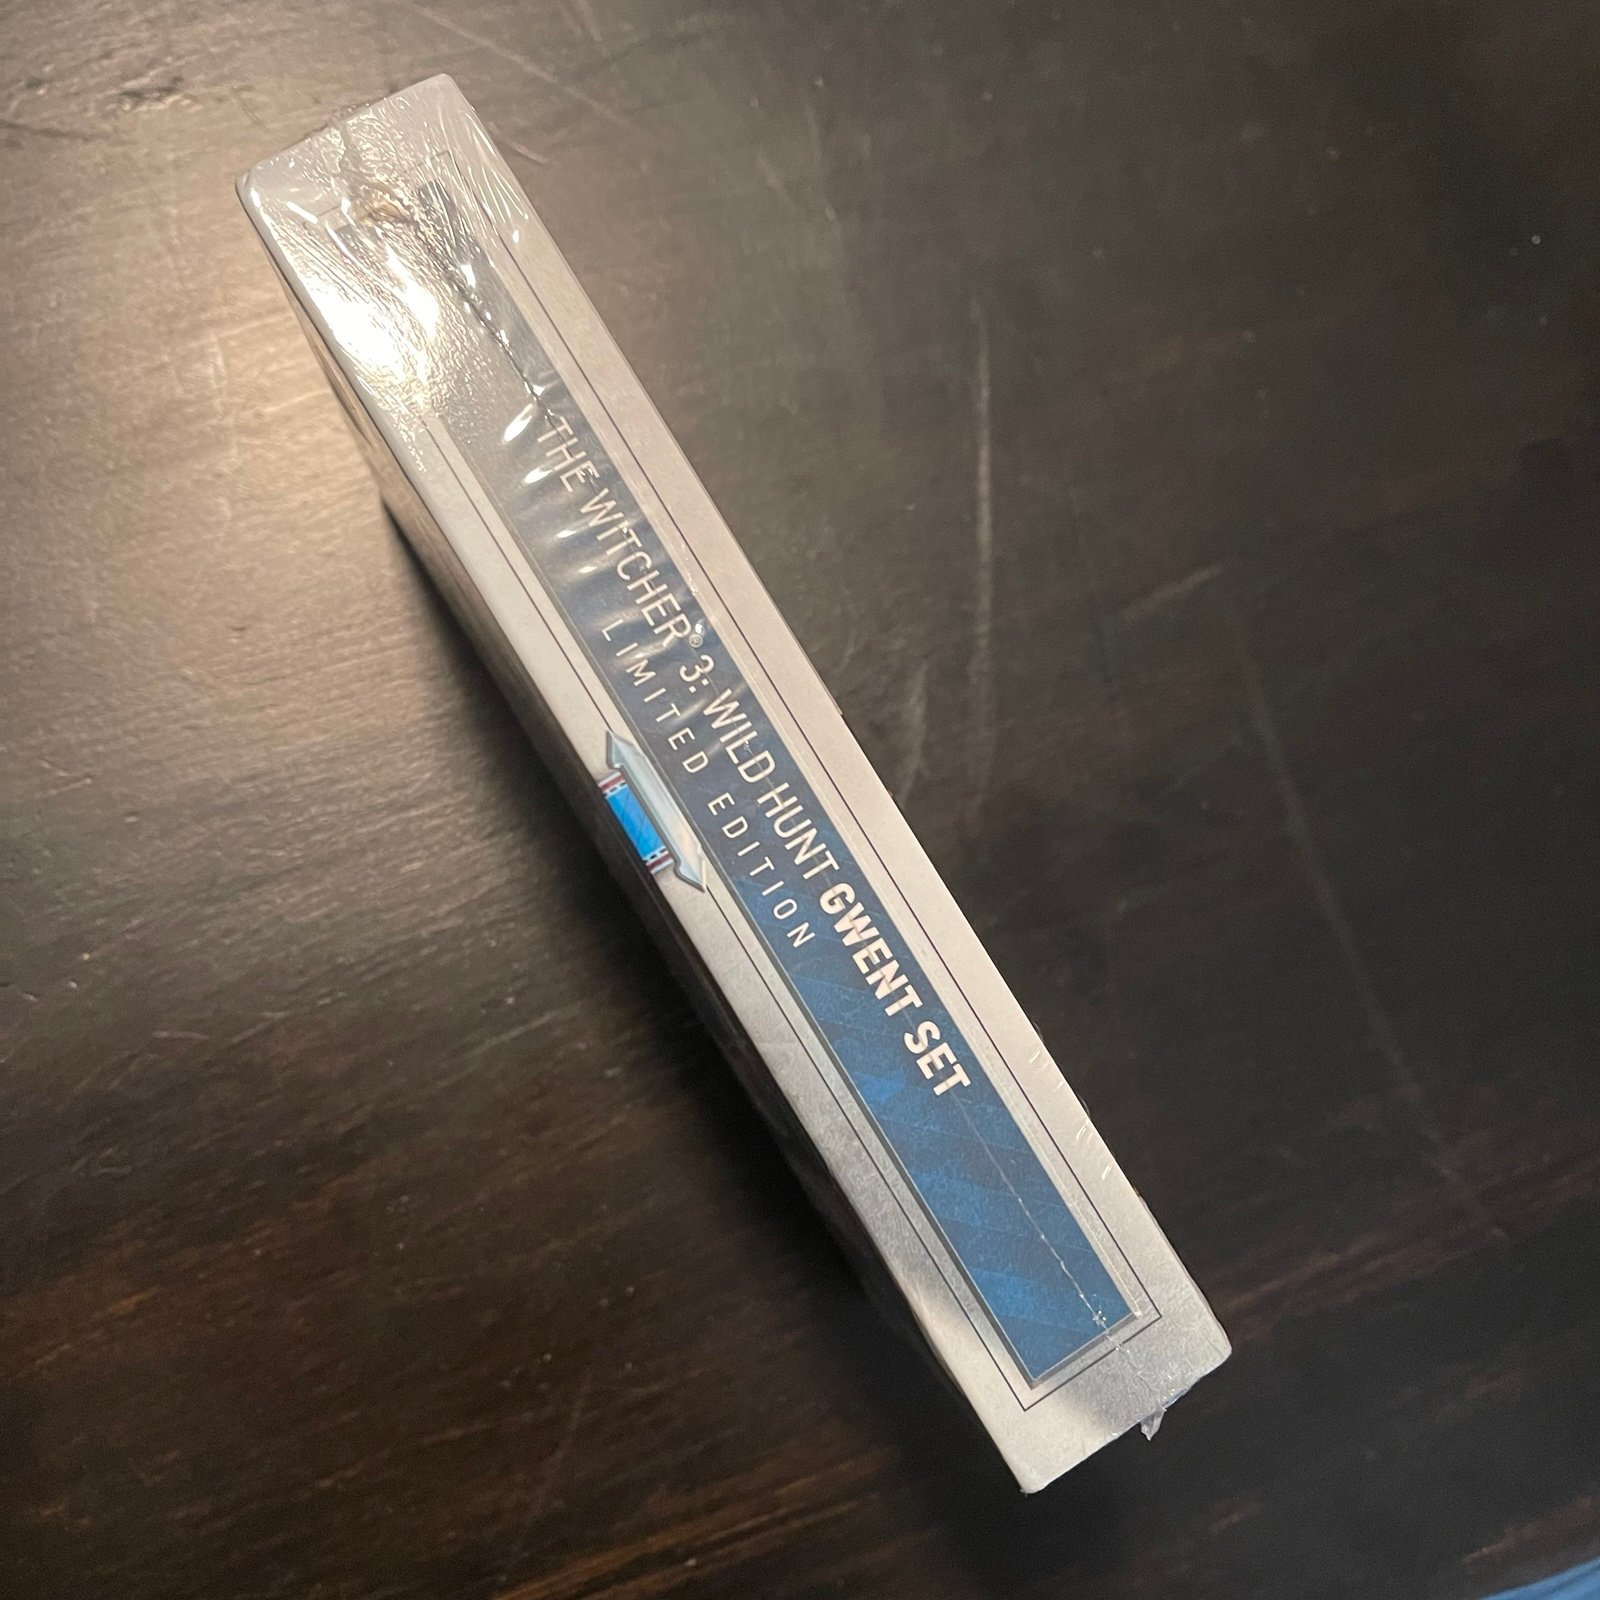 THE WITCHER® 3: WILD HUNT GWENT SET
LIMITED EDITION